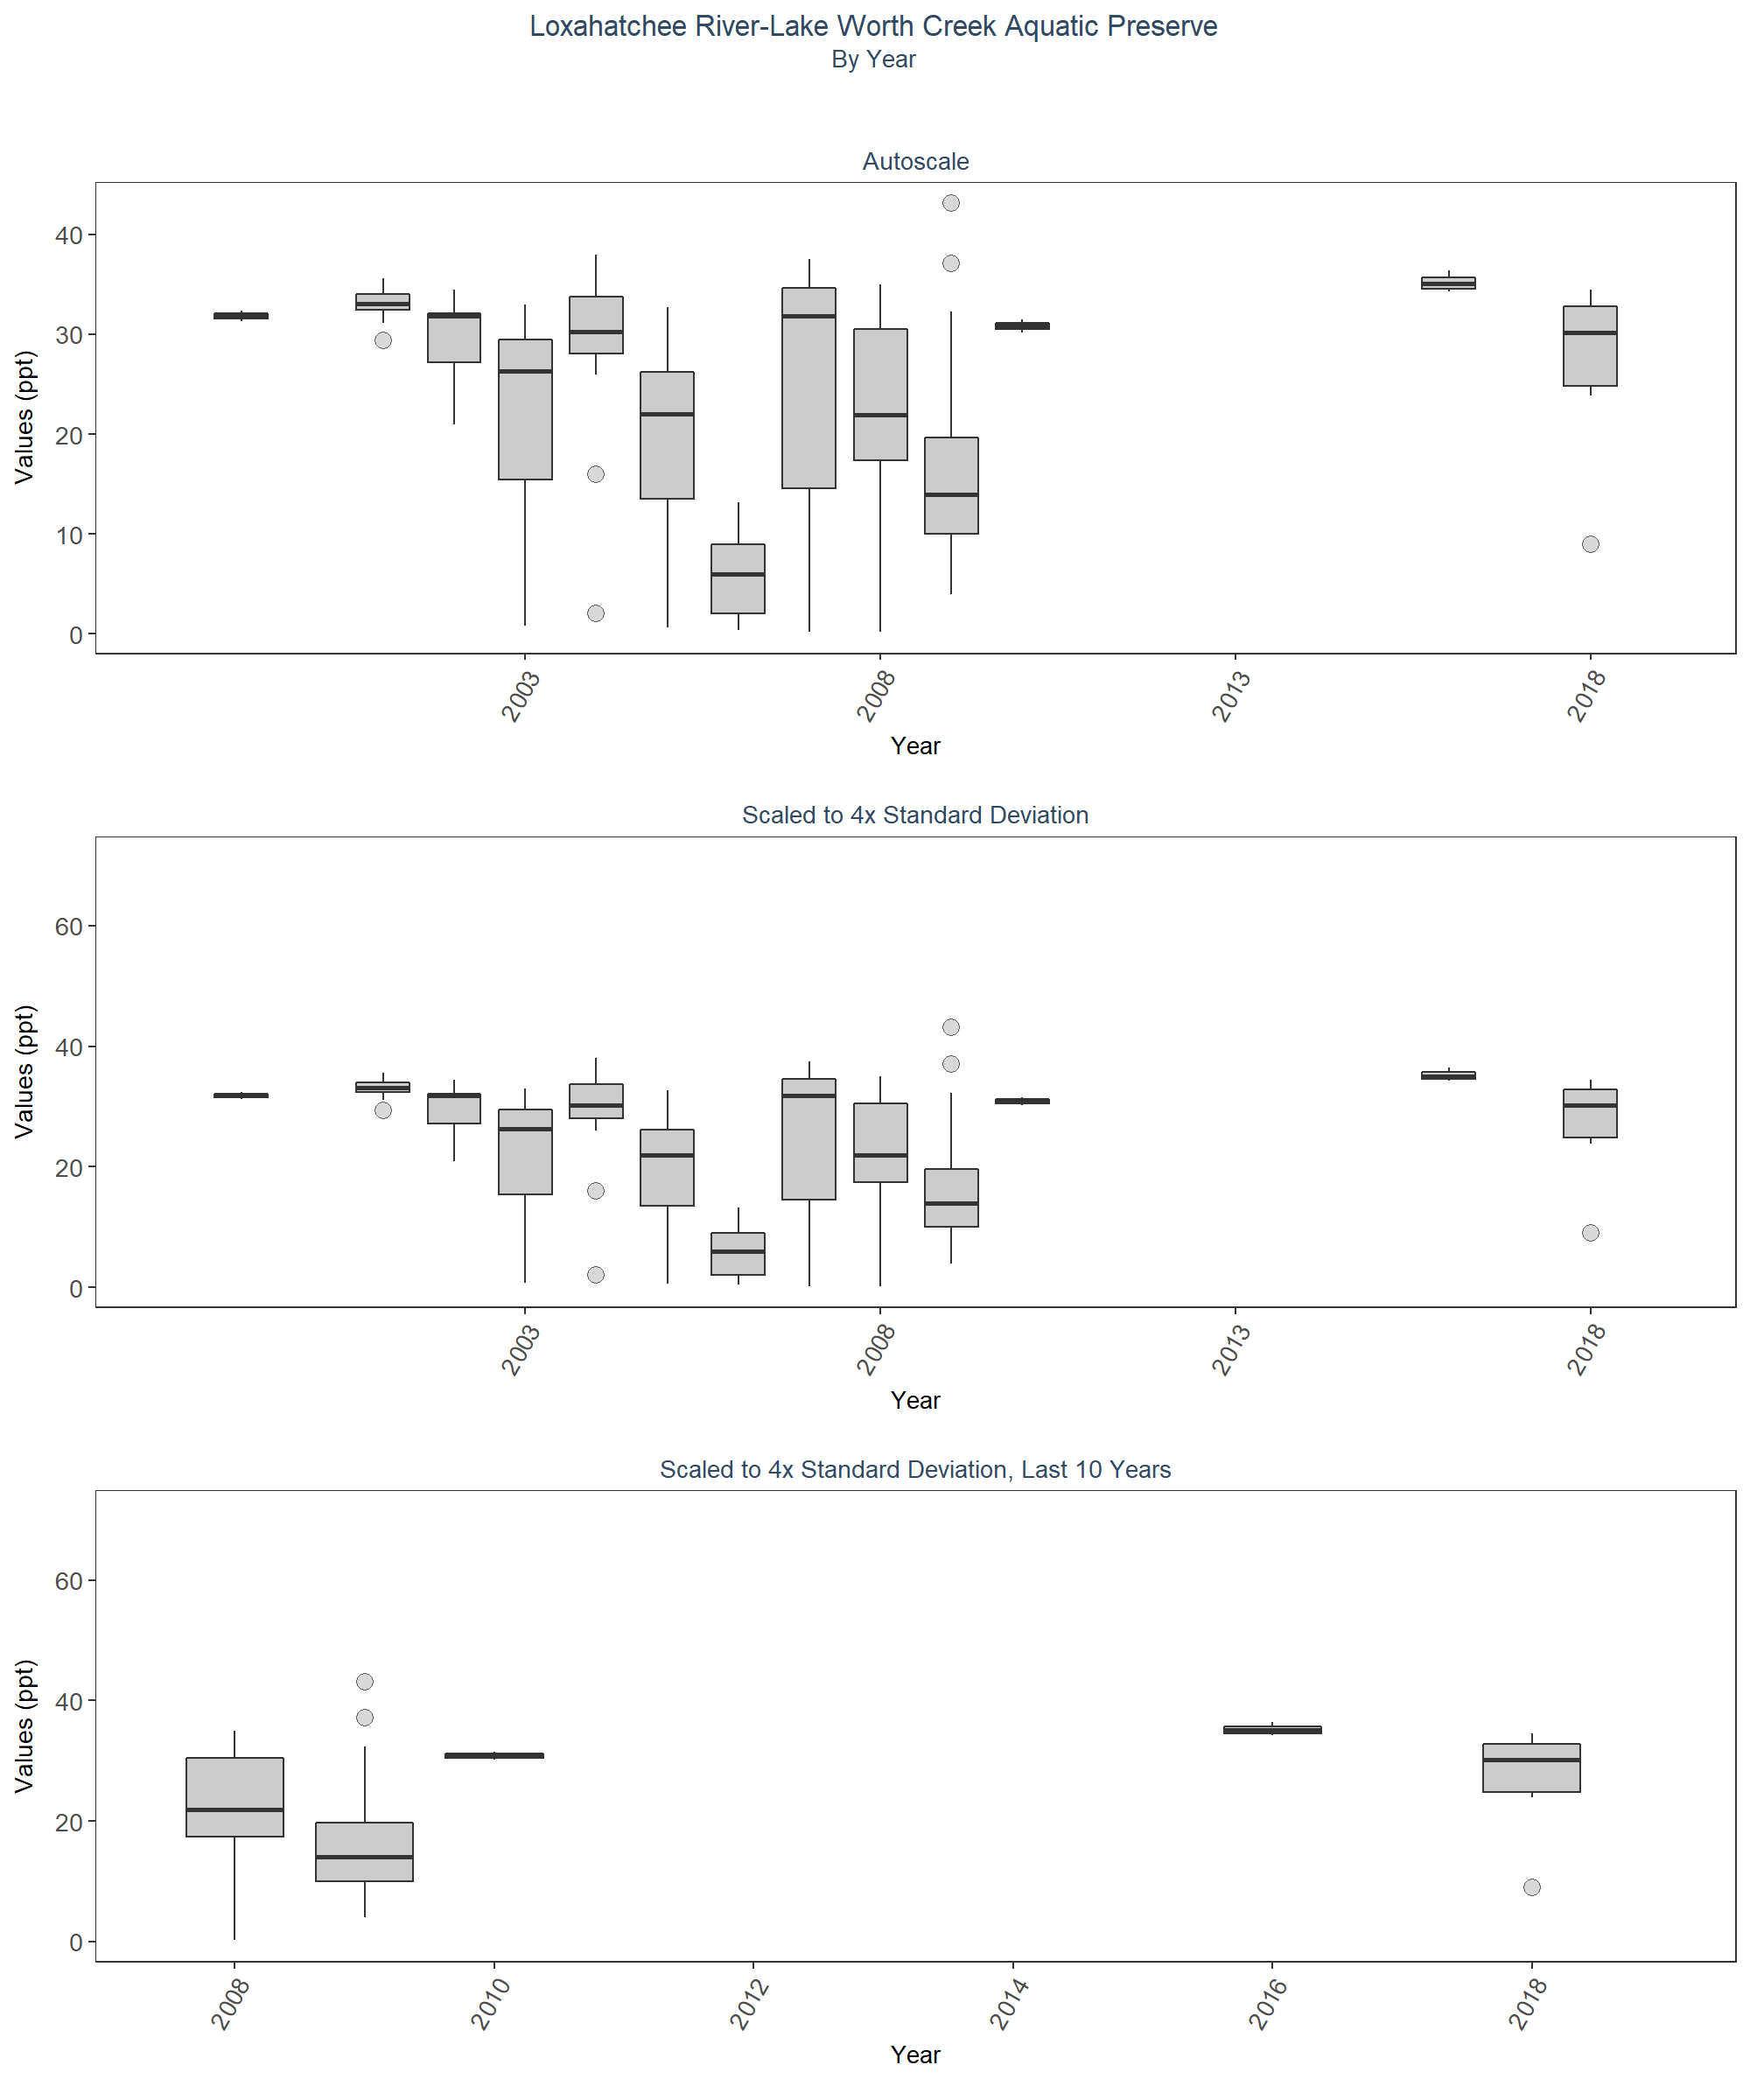 Loxahatchee River-Lake Worth Creek Aquatic Preserve
By Year
Autoscale
Values (ppt)
40
30
20
10
0
2003
2008
2013
2018
Year
Scaled to 4x Standard Deviation
Values (ppt)
60
40
20
0
2003
2008
2013
2018
Year
Scaled to 4x Standard Deviation, Last 10 Years
Values (ppt)
60
40
20
0
2008
2010
2012
2014
2016
2018
Year